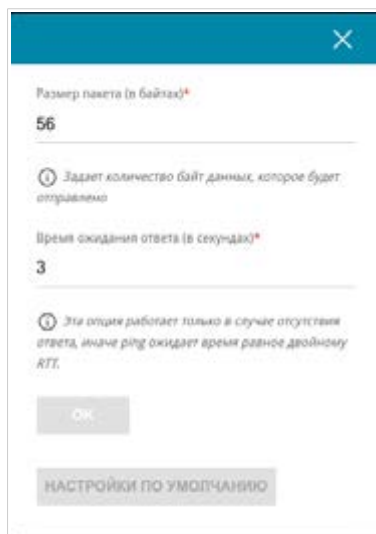 Размер пакета (в байтах)*
56
Задает количество байт данных, которое будет
отправлено
Время ожидания ответа (в секундах)*
3
Эта опция работает только в случае отсутствия
ответа, иначе ping ожидает время равное двойному
RTT.
ОК
НАСТРОЙКИ ПО УМОЛЧАНИЮ